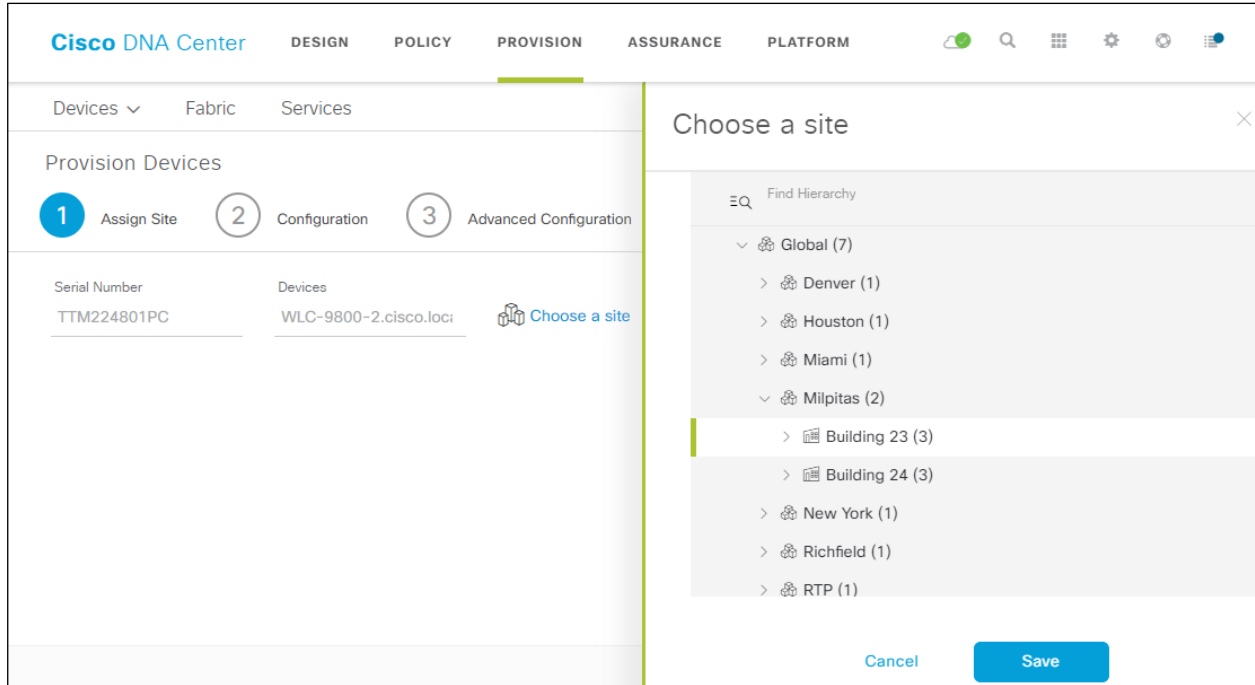 Cisco DNA Center DESIGN POLICY PROVISION ASSURANCE PLATFORM
Devices Fabric Services
Provision Devices
1 Assign Site 2 Configuration 3 Advanced Configuration
Serial Number Devices
TTM224801PC WLC-9800-2.cisco.loca Choose a site
Choose a site
Find Hierarchy
Global (7)
Denver (1)
Houston (1)
Miami (1)
Milpitas (2)
Building 23 (3)
Building 24 (3)
New York (1)
Richfield (1)
RTP (1)
Cancel Save